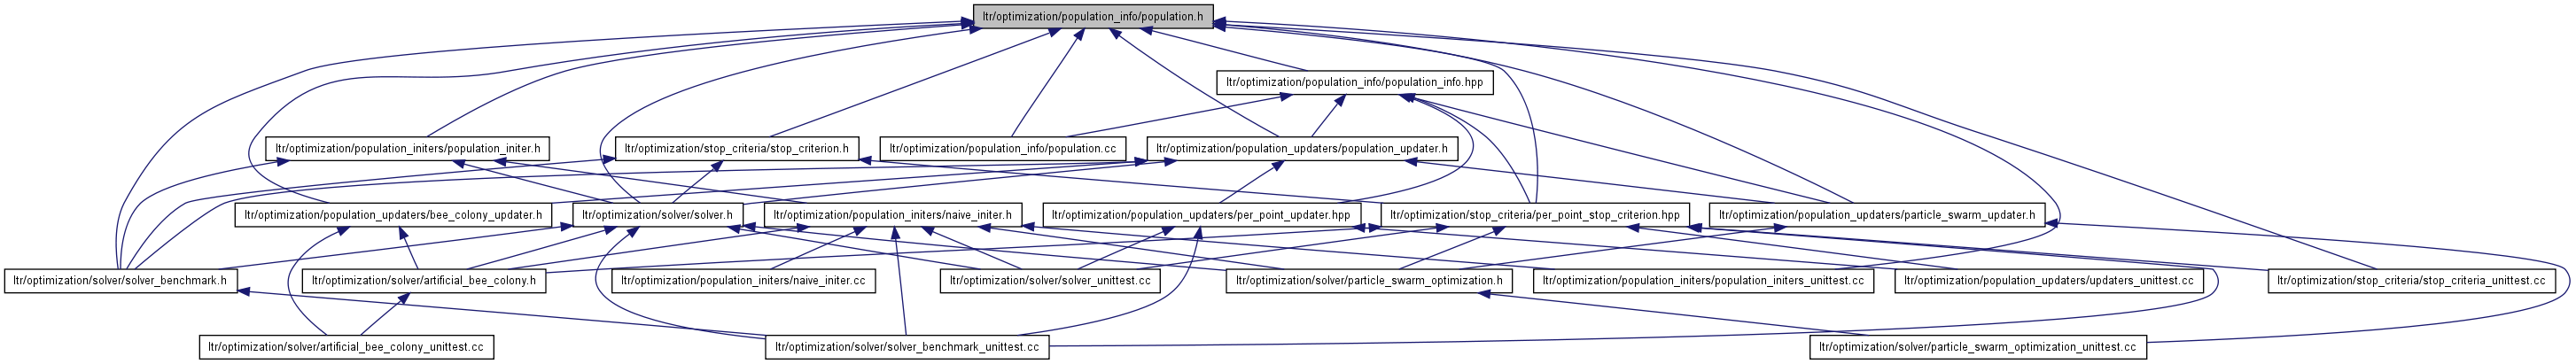 ltr/optimization/population_info/population.h
ltr/optimization/population_info/population_info.hpp
ltr/optimization/population_initers/population_initer.h
ltr/optimization/stop_criteria/stop_criterion.h
ltr/optimization/population_info/population.cc
ltr/optimization/population_updaters/population_updater.h
ltr/optimization/population_updaters/bee_colony_updater.h
ltr/optimization/solver/solver.h
ltr/optimization/population_initers/naive_initer.h
ltr/optimization/population_updaters/per_point_updater.hpp
ltr/optimization/stop_criteria/per_point_stop_criterion.hpp
ltr/optimization/population_updaters/particle_swarm_updater.h
ltr/optimization/solver/solver_benchmark.h
ltr/optimization/solver/artificial_bee_colony.h
ltr/optimization/population_initers/naive_initer.cc
ltr/optimization/solver/solver_unittest.cc
ltr/optimization/solver/particle_swarm_optimization.h
ltr/optimization/population_initers/population_initers_unittest.cc
ltr/optimization/population_updaters/updaters_unittest.cc
ltr/optimization/stop_criteria/stop_criteria_unittest.cc
ltr/optimization/solver/artificial_bee_colony_unittest.cc
ltr/optimization/solver/solver_benchmark_unittest.cc
ltr/optimization/solver/particle_swarm_optimization_unittest.cc